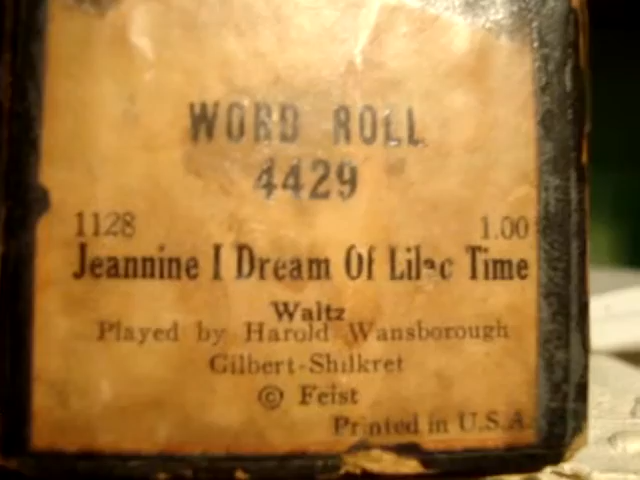 WORD ROLL
4429
1128 1.00
Jeannine I Dream Of Lilac Time
Waltz
Played by Harold Wansborough
Gilbert-Shilkret
© Feist
Printed in U.S.A.